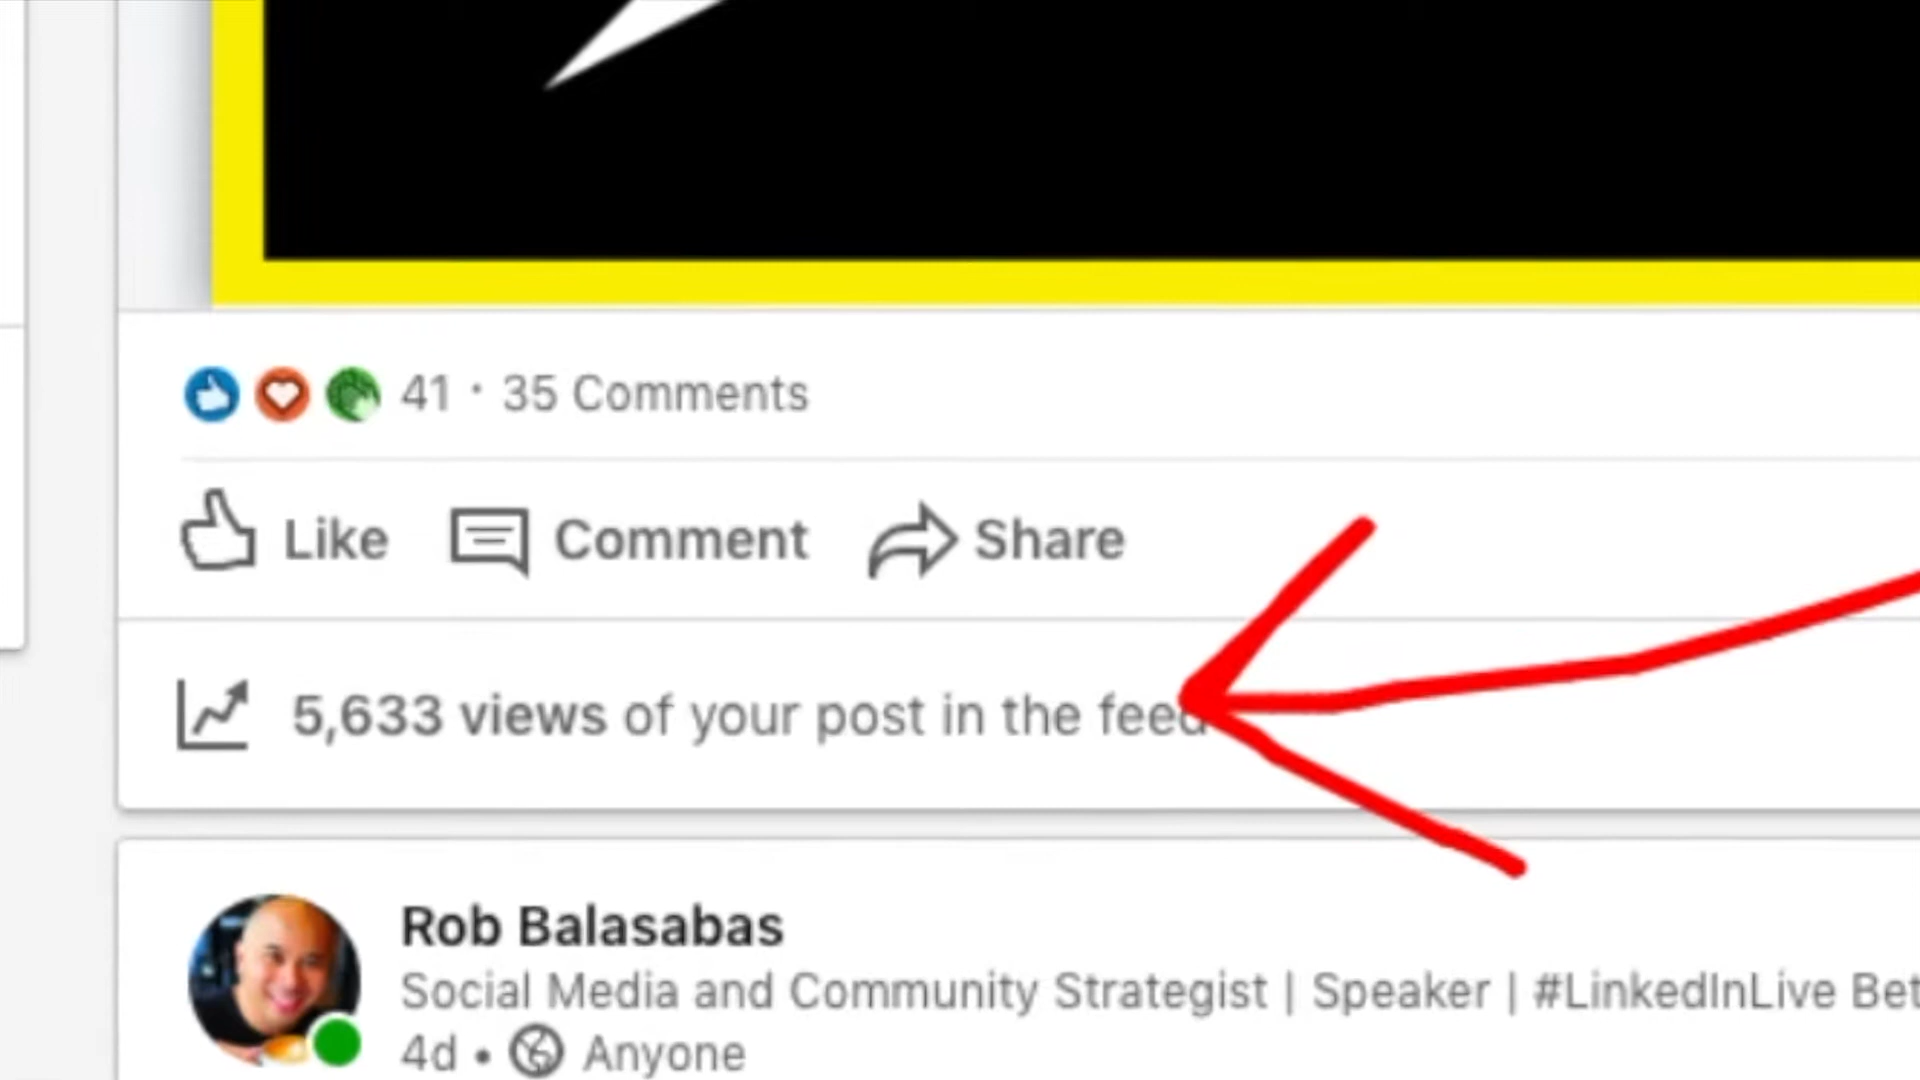 41 · 35 Comments
Like Comment Share
5,633 views of your post in the feed
Rob Balasabas
Social Media and Community Strategist | Speaker | #LinkedInLive Bet
4d • Anyone